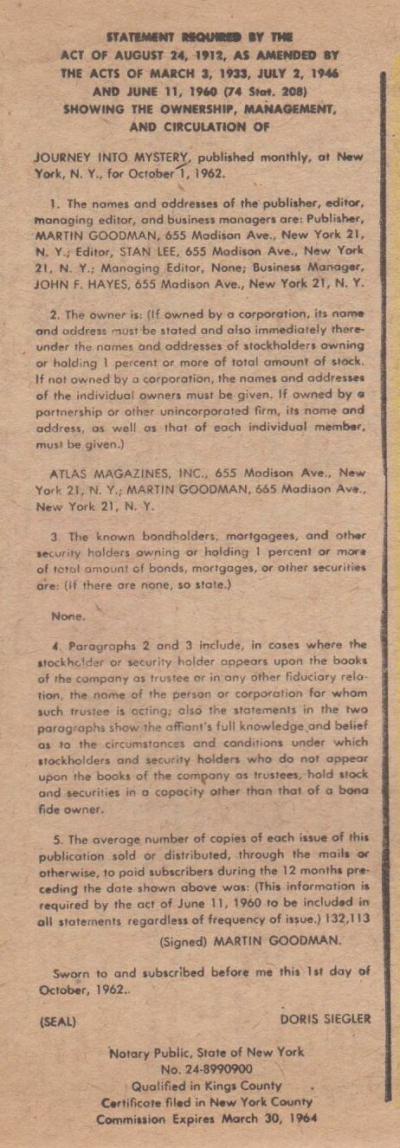 STATEMENT REQUIRED BY THE
ACT OF AUGUST 24, 1912, AS AMENDED BY
THE ACTS OF MARCH 3, 1933, JULY 2, 1946
AND JUNE 11, 1960 (74 Stat. 208)
SHOWING THE OWNERSHIP, MANAGEMENT,
AND CIRCULATION OF
JOURNEY INTO MYSTERY, published monthly, at New
York, N. Y., for October 1, 1962.
1. The names and addresses of the publisher, editor,
managing editor, and business managers are: Publisher,
MARTIN GOODMAN, 655 Madison Ave., New York 21,
N. Y.; Editor, STAN LEE, 655 Madison Ave., New York
21, N. Y.; Managing Editor, None; Business Manager,
JOHN F. HAYES, 655 Madison Ave., New York 21, N. Y.
2. The owner is: (If owned by a corporation, its name
and address must be stated and also immediately there-
under the names and addresses of stockholders owning
or holding 1 percent or more of total amount of stock.
If not owned by a corporation, the names and addresses
of the individual owners must be given. If owned by a
partnership or other unincorporated firm, its name and
address, as well as that of each individual member,
must be given.)
ATLAS MAGAZINES, INC., 655 Madison Ave., New
York 21, N. Y.; MARTIN GOODMAN, 665 Madison Ave.,
New York 21, N. Y.
3. The known bondholders, mortgagees, and other
security holders owning or holding 1 percent or more
of total amount of bonds, mortgages, or other securities
are: (If there are none, so state.)
None.
4. Paragraphs 2 and 3 include, in cases where the
stockholder or security holder appears upon the books
of the company as trustee or in any other fiduciary rela-
tion, the name of the person or corporation for whom
such trustee is acting; also the statements in the two
paragraphs show the affiant's full knowledge and belief
as to the circumstances and conditions under which
stockholders and security holders who do not appear
upon the books of the company as trustees, hold stock
and securities in a capacity other than that of a bona
fide owner.
5. The average number of copies of each issue of this
publication sold or distributed, through the mails or
otherwise, to paid subscribers during the 12 months pre-
ceding the date shown above was: (This information is
required by the act of June 11, 1960 to be included in
all statements regardless of frequency of issue.) 132,113
(Signed) MARTIN GOODMAN.
Sworn to and subscribed before me this 1st day of
October, 1962..
(SEAL) DORIS SIEGLER
Notary Public, State of New York
No. 24-8990900
Qualified in Kings County
Certificate filed in New York County
Commission Expires March 30, 1964